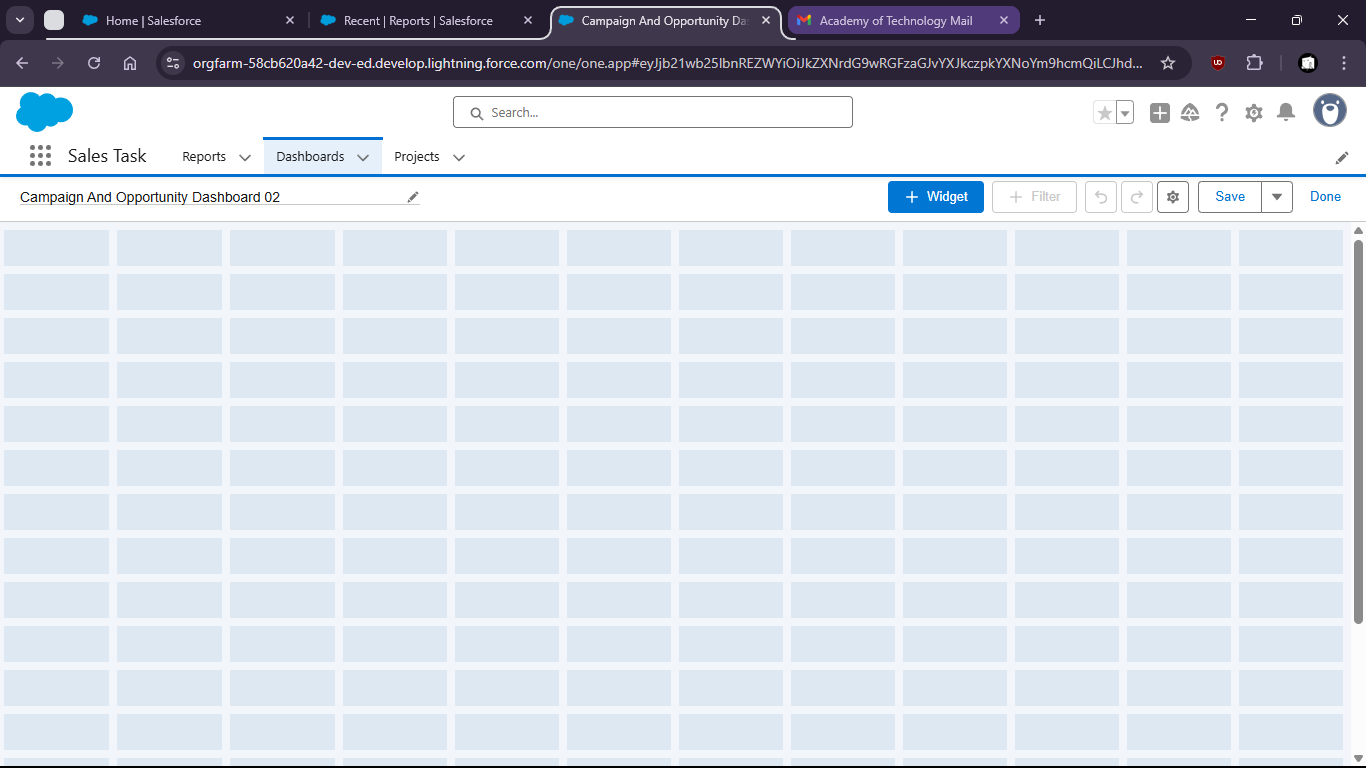 Home | Salesforce
Recent | Reports | Salesforce
Campaign And Opportunity Da
Academy of Technology Mail
orgfarm-58cb620a42-dev-ed.develop.lightning.force.com/one/one.app#eyJjb21wb25lbnREZWYiOiJkZXNrdG9wRGFzaGJvYXJkczpkYXNoYm9hcmQiLCJhd...
Search...
Sales Task
Reports
Dashboards
Projects
Campaign And Opportunity Dashboard 02
+ Widget
+ Filter
Save
Done